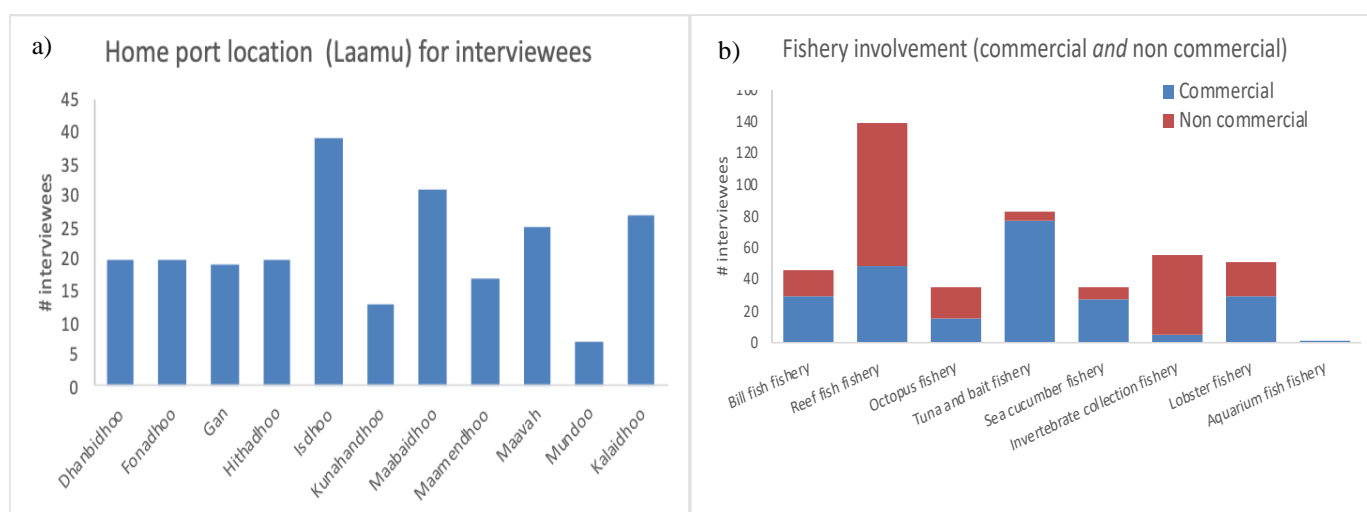 a)
Home port location (Laamu) for interviewees
45
40
35
30
25
20
15
10
5
0
# interviewees
Dhanbidhoo
Fonadhoo
Gan
Hithadhoo
Isdhoo
Kunahandhoo
Maabaidhoo
Maamendhoo
Maavah
Mundoo
Kalaidhoo
b)
Fishery involvement (commercial and non commercial)
Commercial
Non commercial
160
140
120
100
80
60
40
20
0
# interviewees
Bill fish fishery
Reef fish fishery
Octopus fishery
Tuna and bait fishery
Sea cucumber fishery
Invertebrate collection fishery
Lobster fishery
Aquarium fish fishery